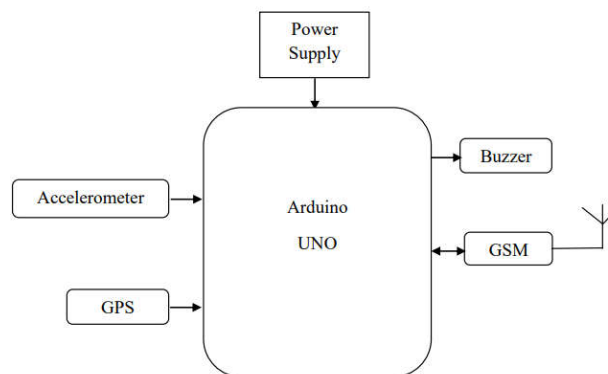 Power
Supply
Buzzer
Accelerometer
Arduino
UNO
GSM
GPS